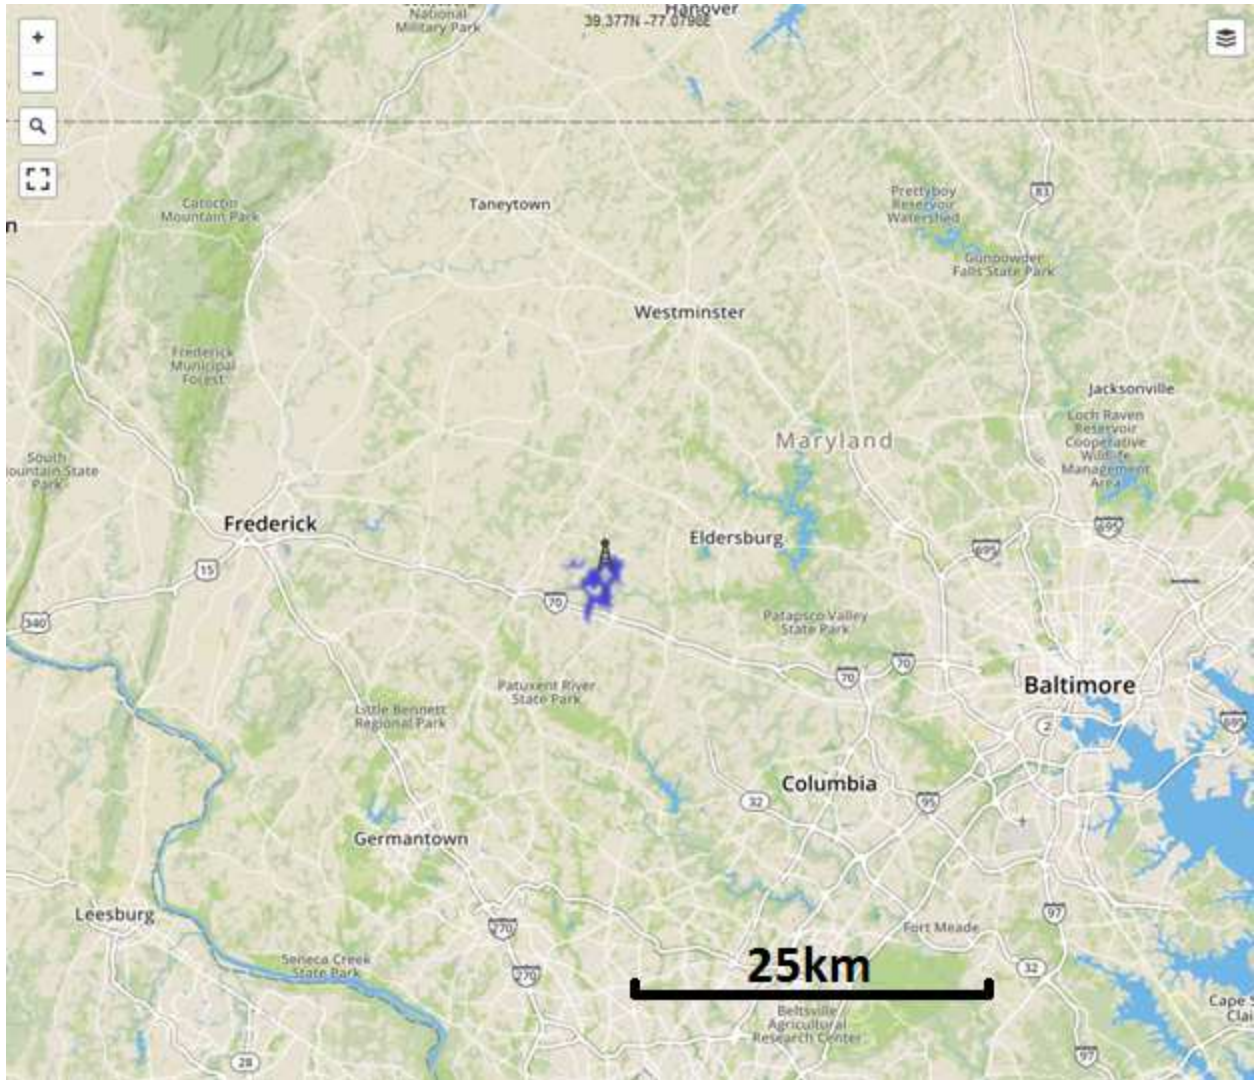 National
Military Park
Hanover
39.377N -77.0798E
+
−
Catoctin
Mountain Park
Taneytown
Prettyboy
Reservoir
Watershed
83
n
Gunpowder
Falls State Park
Westminster
Frederick
Municipal
Forest
Jacksonville
Maryland
Loch Raven
Reservoir
Cooperative
Wildlife
Management
Area
South
Mountain State
Park
Frederick
Eldersburg
695
695
15
70
340
Patapsco Valley
State Park
70
70
Patuxent River
State Park
Baltimore
Little Bennett
Regional Park
695
2
Columbia
32
95
Germantown
Leesburg
97
270
Fort Meade
25km
Seneca Creek
State Park
270
32
Cape S
Clai
Beltsville
Agricultural
Research Center
28
97